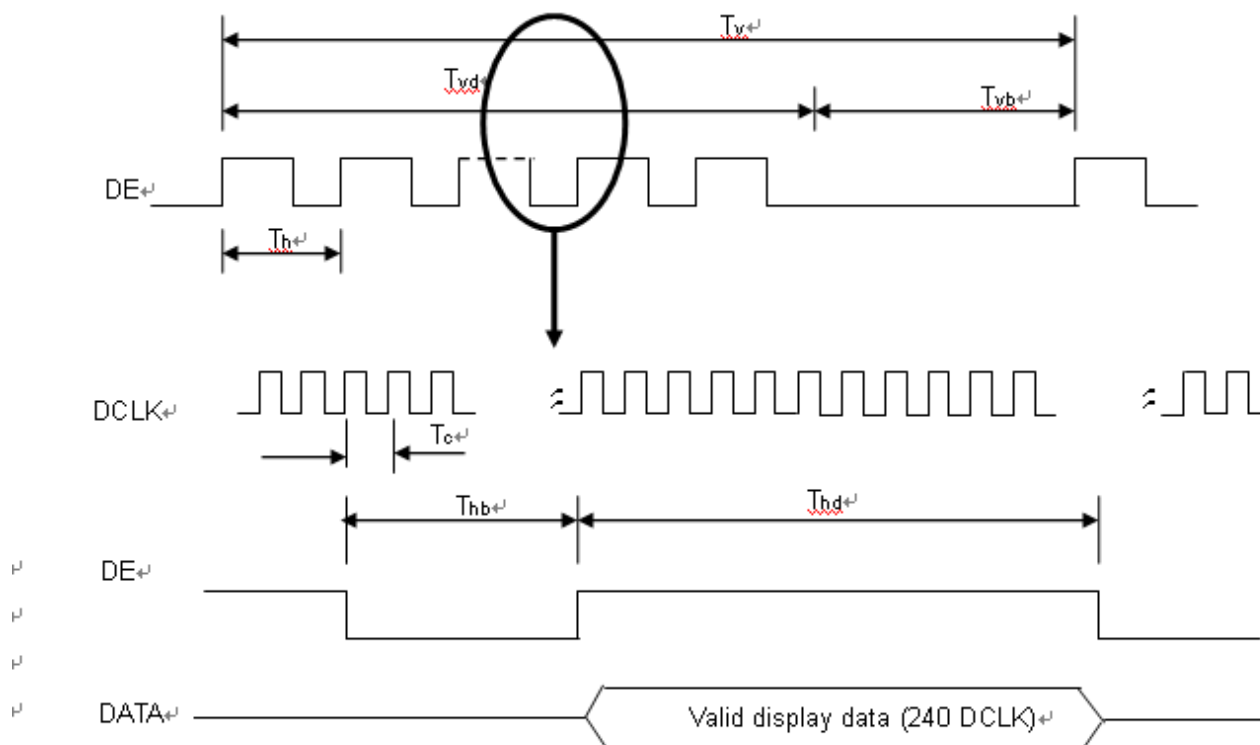 Tv↵
Tvd↵
Tvb↵
DE↵
Th↵
DCLK↵
Tc↵
Thb↵
Thd↵
↵
DE↵
↵
↵
↵
DATA↵
Valid display data (240 DCLK)↵